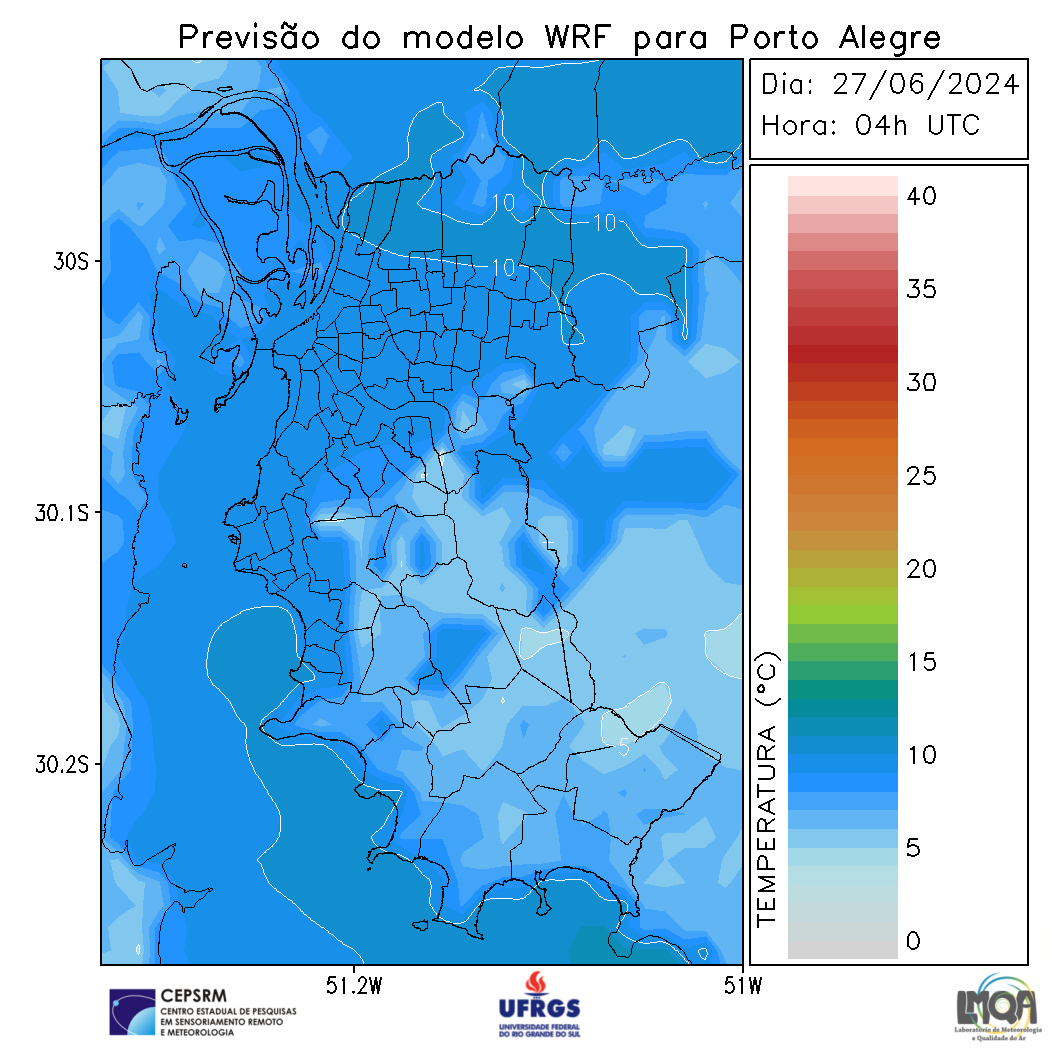 Previsão do modelo WRF para Porto Alegre
Dia: 27/06/2024
Hora: 04h UTC
40
35
30
25
20
15
10
5
0
TEMPERATURA (°C)
30S
30.1S
30.2S
51.2W
51W
10
10
10
5
CEPSRM
CENTRO ESTADUAL DE PESQUISAS
EM SENSORIAMENTO REMOTO
E METEOROLOGIA
UFRGS
UNIVERSIDADE FEDERAL
DO RIO GRANDE DO SUL
LMQA
Laboratório de Meteorologia
e Qualidade do Ar